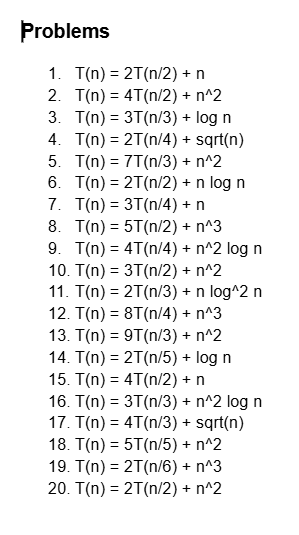 Problems
1. T(n) = 2T(n/2) + n
2. T(n) = 4T(n/2) + n^2
3. T(n) = 3T(n/3) + log n
4. T(n) = 2T(n/4) + sqrt(n)
5. T(n) = 7T(n/3) + n^2
6. T(n) = 2T(n/2) + n log n
7. T(n) = 3T(n/4) + n
8. T(n) = 5T(n/2) + n^3
9. T(n) = 4T(n/4) + n^2 log n
10. T(n) = 3T(n/2) + n^2
11. T(n) = 2T(n/3) + n log^2 n
12. T(n) = 8T(n/4) + n^3
13. T(n) = 9T(n/3) + n^2
14. T(n) = 2T(n/5) + log n
15. T(n) = 4T(n/2) + n
16. T(n) = 3T(n/3) + n^2 log n
17. T(n) = 4T(n/3) + sqrt(n)
18. T(n) = 5T(n/5) + n^2
19. T(n) = 2T(n/6) + n^3
20. T(n) = 2T(n/2) + n^2